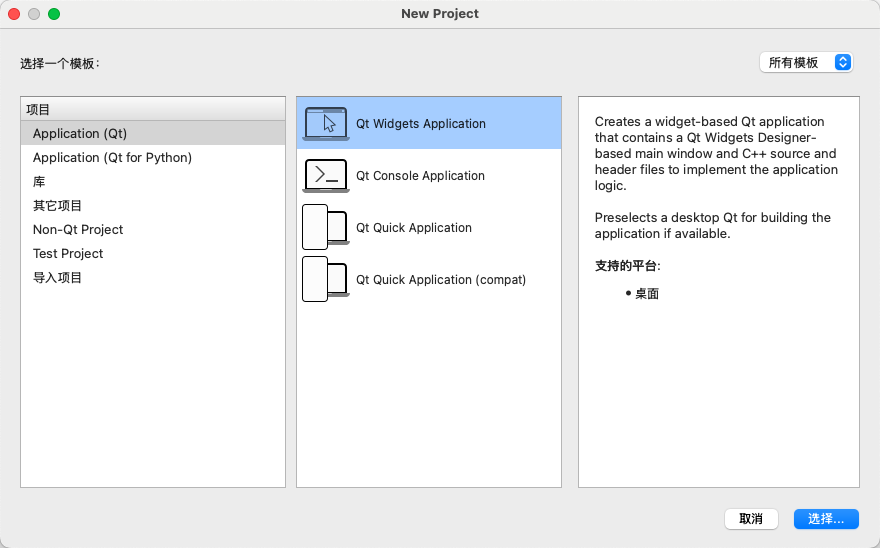 New Project
选择一个模板：
所有模板
项目
Application (Qt)
Application (Qt for Python)
库
其它项目
Non-Qt Project
Test Project
导入项目
Qt Widgets Application
Qt Console Application
Qt Quick Application
Qt Quick Application (compat)
Creates a widget-based Qt application
that contains a Qt Widgets Designer-
based main window and C++ source and
header files to implement the application
logic.
Preselects a desktop Qt for building the
application if available.
支持的平台:
• 桌面
取消
选择...